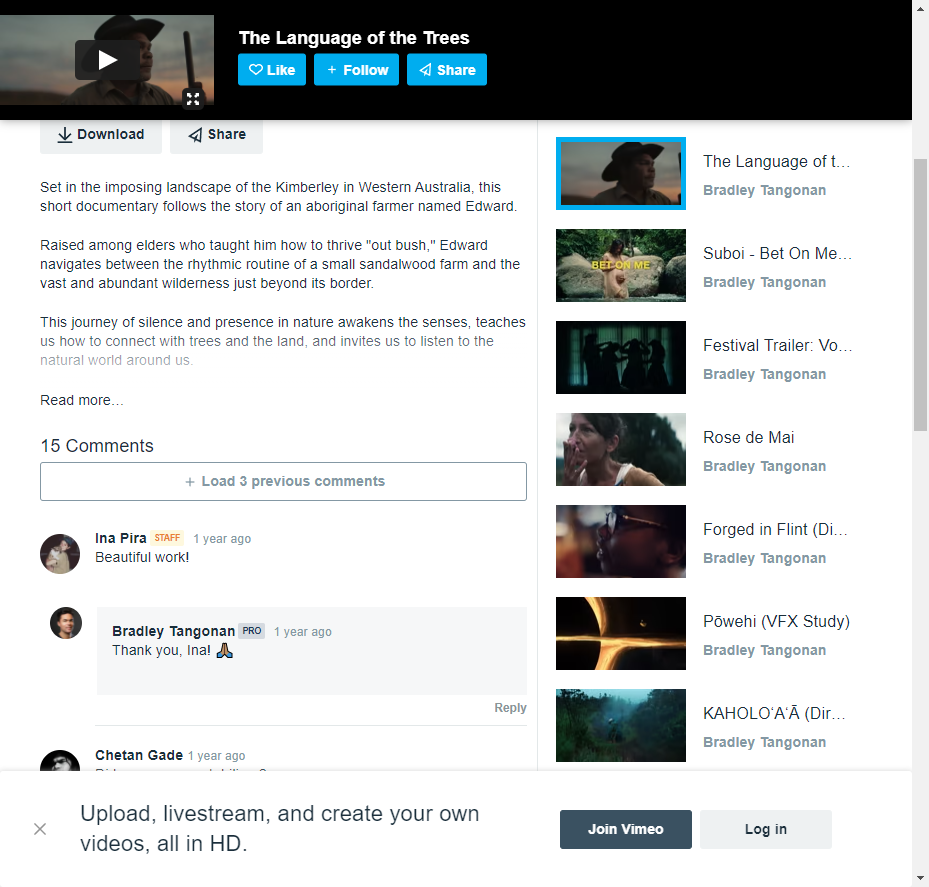 The Language of the Trees
Like
+ Follow
Share
Download
Share
Set in the imposing landscape of the Kimberley in Western Australia, this
short documentary follows the story of an aboriginal farmer named Edward.
Raised among elders who taught him how to thrive "out bush," Edward
navigates between the rhythmic routine of a small sandalwood farm and the
vast and abundant wilderness just beyond its border.
This journey of silence and presence in nature awakens the senses, teaches
us how to connect with trees and the land, and invites us to listen to the
natural world around us.
Read more…
15 Comments
+ Load 3 previous comments
Ina Pira STAFF 1 year ago
Beautiful work!
Bradley Tangonan PRO 1 year ago
Thank you, Ina! 🙏🏾
Reply
Chetan Gade 1 year ago
The Language of t…
Bradley Tangonan
BET ON ME
Suboi - Bet On Me…
Bradley Tangonan
Festival Trailer: Vo…
Bradley Tangonan
Rose de Mai
Bradley Tangonan
Forged in Flint (Di…
Bradley Tangonan
Pōwehi (VFX Study)
Bradley Tangonan
KAHOLOʻAʻĀ (Dir…
Bradley Tangonan
Upload, livestream, and create your own
videos, all in HD.
Join Vimeo
Log in